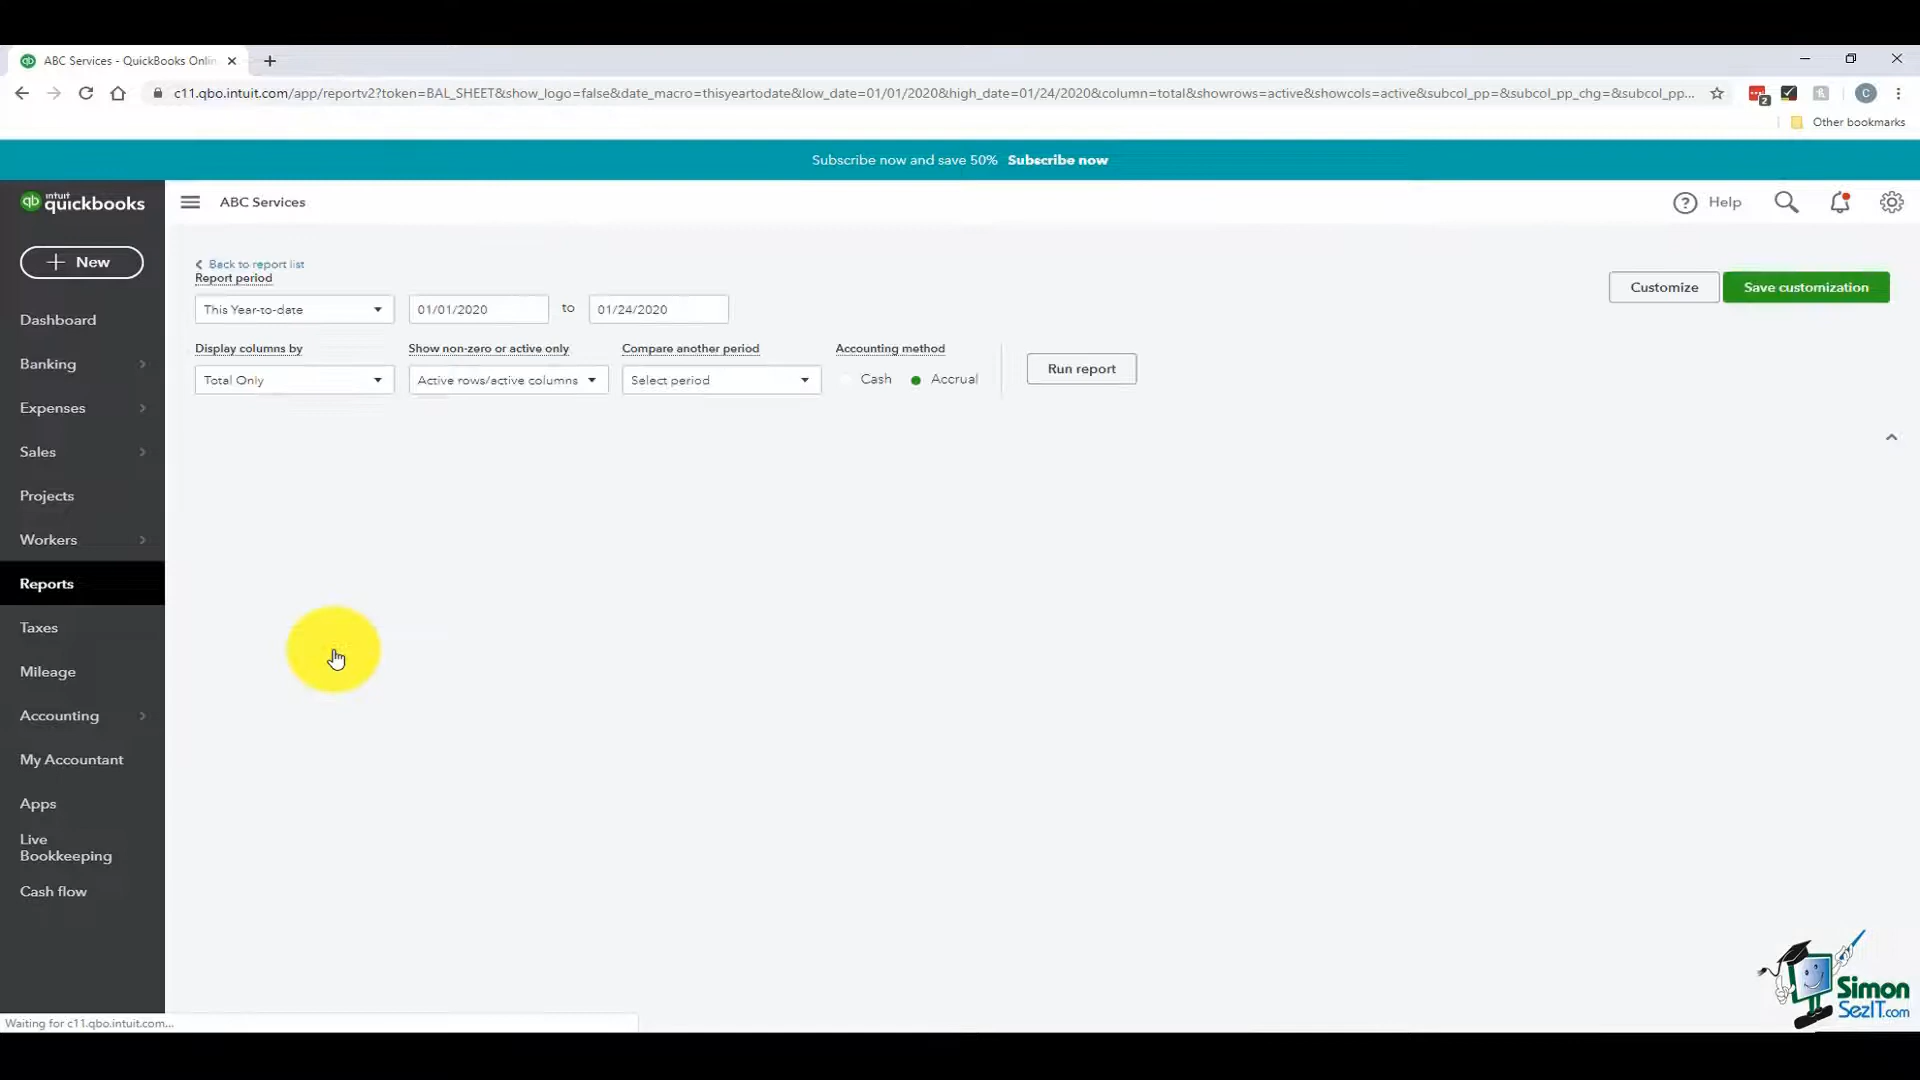 ABC Services - QuickBooks Onlin
c11.qbo.intuit.com/app/reportv2?token=BAL_SHEET&show_logo=false&date_macro=thisyeartodate&low_date=01/01/2020&high_date=01/24/2020&column=total&showrows=active&showcols=active&subcol_pp=&subcol_pp_chg=&subcol_pp...
2
C
Other bookmarks
Subscribe now and save 50% Subscribe now
intuit quickbooks
ABC Services
Help
New
Back to report list
Report period
Customize
Save customization
This Year-to-date
01/01/2020
to
01/24/2020
Display columns by
Show non-zero or active only
Compare another period
Accounting method
Total Only
Active rows/active columns
Select period
Cash
Accrual
Run report
Dashboard
Banking
Expenses
Sales
Projects
Workers
Reports
Taxes
Mileage
Accounting
My Accountant
Apps
Live
Bookkeeping
Cash flow
Waiting for c11.qbo.intuit.com...
Simon
SezIT.com